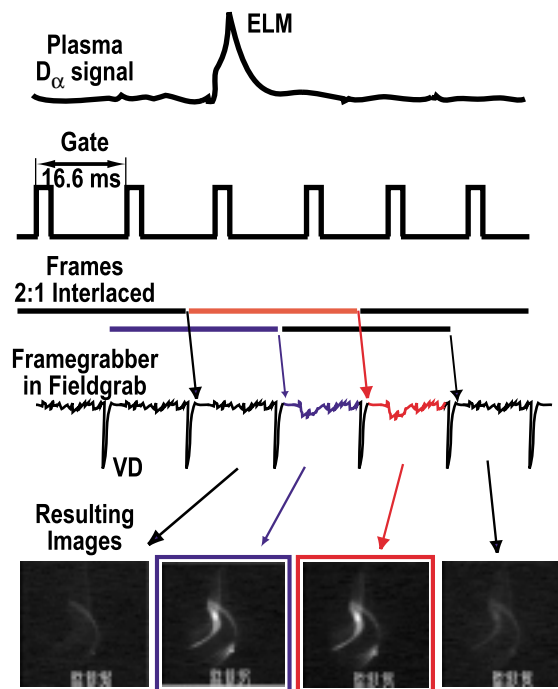 ELM
Plasma
Dα signal
Gate
16.6 ms
Frames
2:1 Interlaced
Framegrabber
in Fieldgrab
VD
Resulting
Images